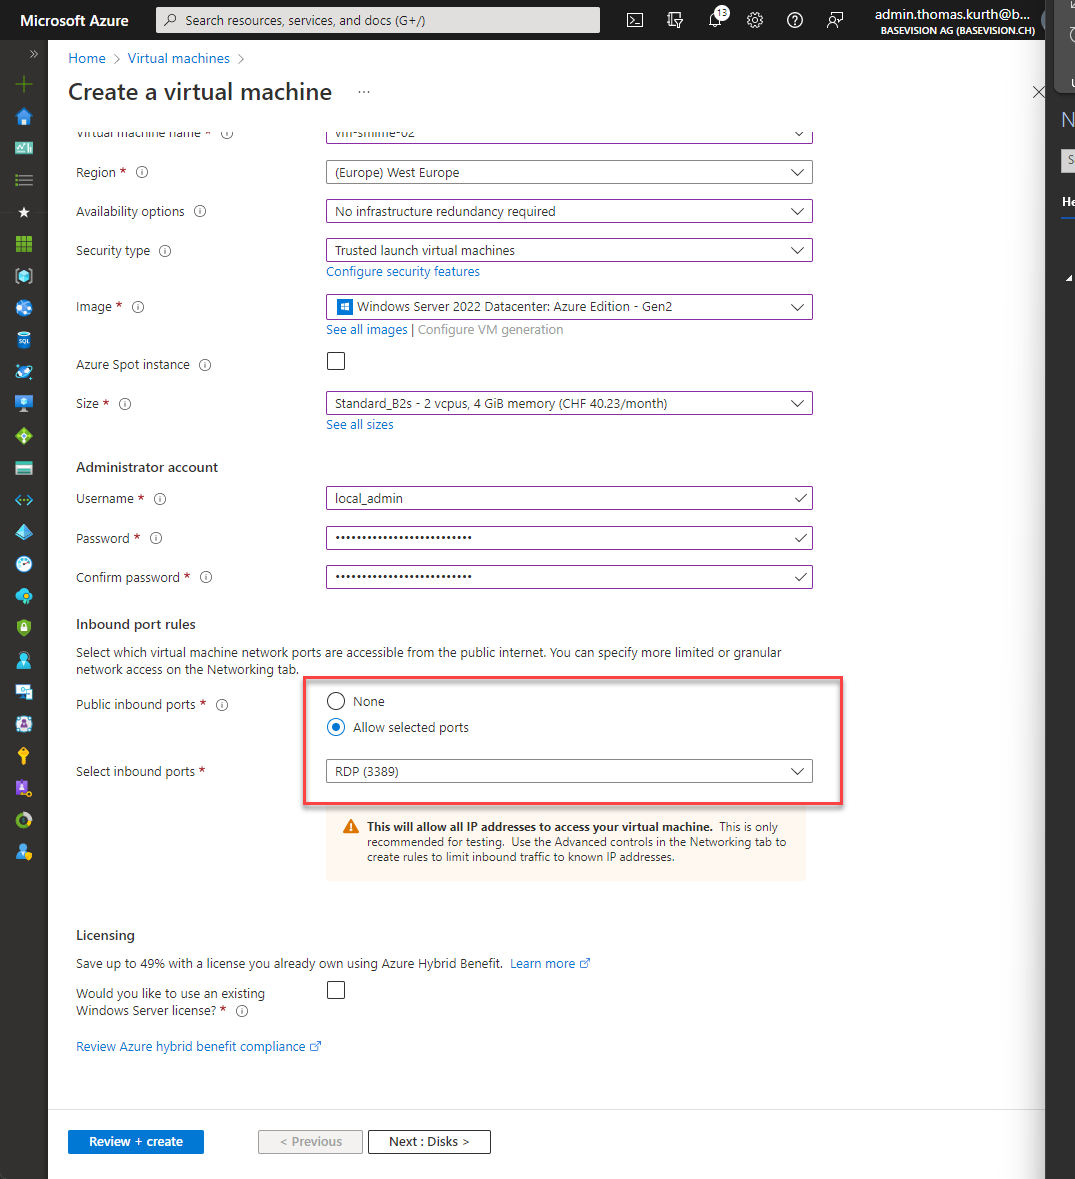 Microsoft Azure
Search resources, services, and docs (G+/)
13
admin.thomas.kurth@b...
BASEVISION AG (BASEVISION.CH)
Home > Virtual machines >
Create a virtual machine ...
Virtual machine name *
vm-smime-02
Region *
(Europe) West Europe
Availability options
No infrastructure redundancy required
Security type
Trusted launch virtual machines
Configure security features
Image *
Windows Server 2022 Datacenter: Azure Edition - Gen2
See all images | Configure VM generation
Azure Spot instance
Size *
Standard_B2s - 2 vcpus, 4 GiB memory (CHF 40.23/month)
See all sizes
Administrator account
Username *
local_admin
Password *
Confirm password *
Inbound port rules
Select which virtual machine network ports are accessible from the public internet. You can specify more limited or granular
network access on the Networking tab.
Public inbound ports *
None
Allow selected ports
Select inbound ports *
RDP (3389)
This will allow all IP addresses to access your virtual machine. This is only
recommended for testing. Use the Advanced controls in the Networking tab to
create rules to limit inbound traffic to known IP addresses.
Licensing
Save up to 49% with a license you already own using Azure Hybrid Benefit. Learn more
Would you like to use an existing
Windows Server license? *
Review Azure hybrid benefit compliance
Review + create
< Previous
Next : Disks >